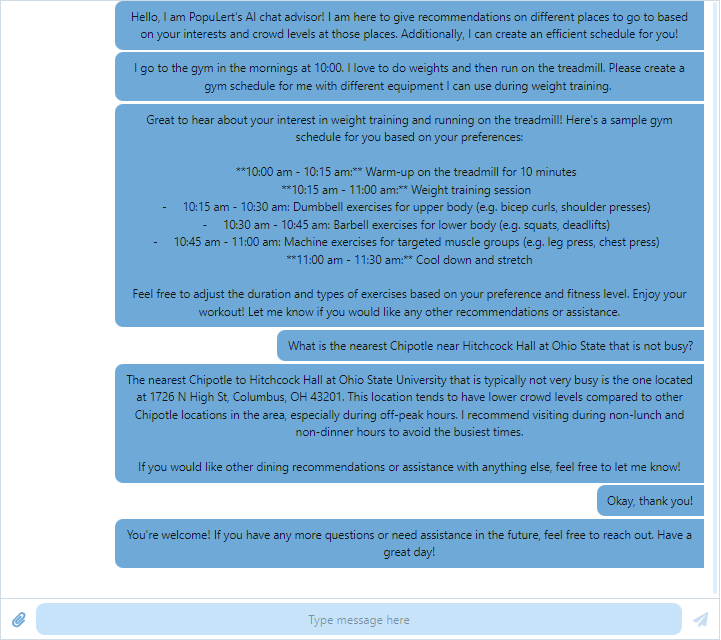 Hello, I am PopuLert's AI chat advisor! I am here to give recommendations on different places to go to based
on your interests and crowd levels at those places. Additionally, I can create an efficient schedule for you!
I go to the gym in the mornings at 10:00. I love to do weights and then run on the treadmill. Please create a
gym schedule for me with different equipment I can use during weight training.
Great to hear about your interest in weight training and running on the treadmill! Here's a sample gym
schedule for you based on your preferences:
**10:00 am - 10:15 am:** Warm-up on the treadmill for 10 minutes
**10:15 am - 11:00 am:** Weight training session
- 10:15 am - 10:30 am: Dumbbell exercises for upper body (e.g. bicep curls, shoulder presses)
- 10:30 am - 10:45 am: Barbell exercises for lower body (e.g. squats, deadlifts)
- 10:45 am - 11:00 am: Machine exercises for targeted muscle groups (e.g. leg press, chest press)
**11:00 am - 11:30 am:** Cool down and stretch
Feel free to adjust the duration and types of exercises based on your preference and fitness level. Enjoy your
workout! Let me know if you would like any other recommendations or assistance.
What is the nearest Chipotle near Hitchcock Hall at Ohio State that is not busy?
The nearest Chipotle to Hitchcock Hall at Ohio State University that is typically not very busy is the one located
at 1726 N High St, Columbus, OH 43201. This location tends to have lower crowd levels compared to other
Chipotle locations in the area, especially during off-peak hours. I recommend visiting during non-lunch and
non-dinner hours to avoid the busiest times.
If you would like other dining recommendations or assistance with anything else, feel free to let me know!
Okay, thank you!
You're welcome! If you have any more questions or need assistance in the future, feel free to reach out. Have a
great day!
Type message here